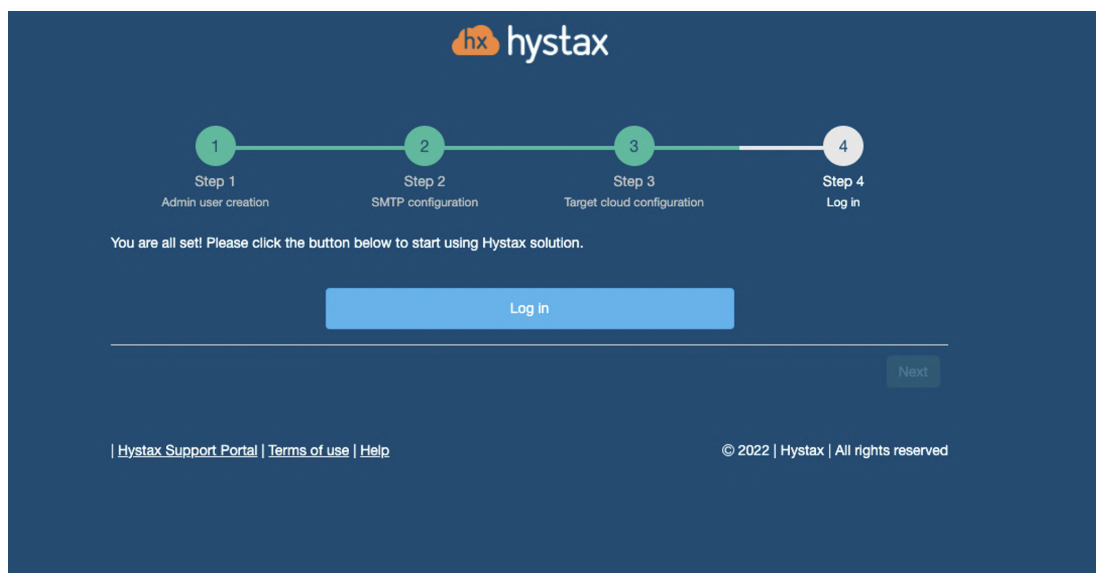 hx hystax
1 2 3 4
Step 1 Step 2 Step 3 Step 4
Admin user creation SMTP configuration Target cloud configuration Log in
You are all set! Please click the button below to start using Hystax solution.
Log in
Next
| Hystax Support Portal | Terms of use | Help © 2022 | Hystax | All rights reserved